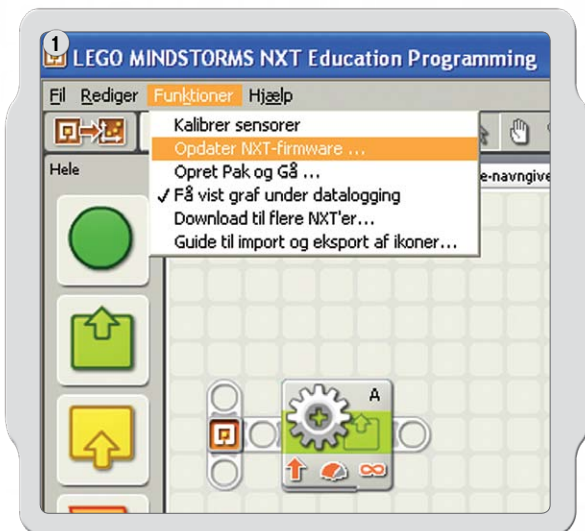 1
LEGO MINDSTORMS NXT Education Programming
Fil Rediger Funktioner Hjælp
Kalibrer sensorer
Opdater NXT-firmware ...
Opret Pak og Gå ...
✓ Få vist graf under datalogging
Download til flere NXT'er...
Guide til import og eksport af ikoner...
Hele
e-navngive
A